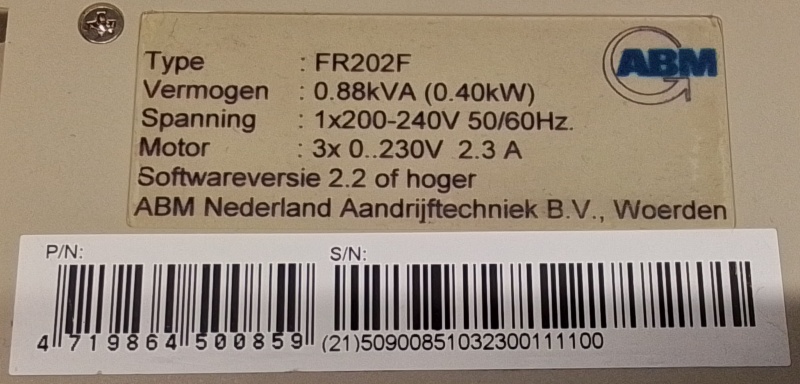 Type : FR202F
ABM
Vermogen : 0.88kVA (0.40kW)
Spanning : 1x200-240V 50/60Hz.
Motor : 3x 0..230V 2.3 A
Softwareversie 2.2 of hoger
ABM Nederland Aandrijftechniek B.V., Woerden
P/N: S/N:
4 719864 500859 (21)50900851032300111100